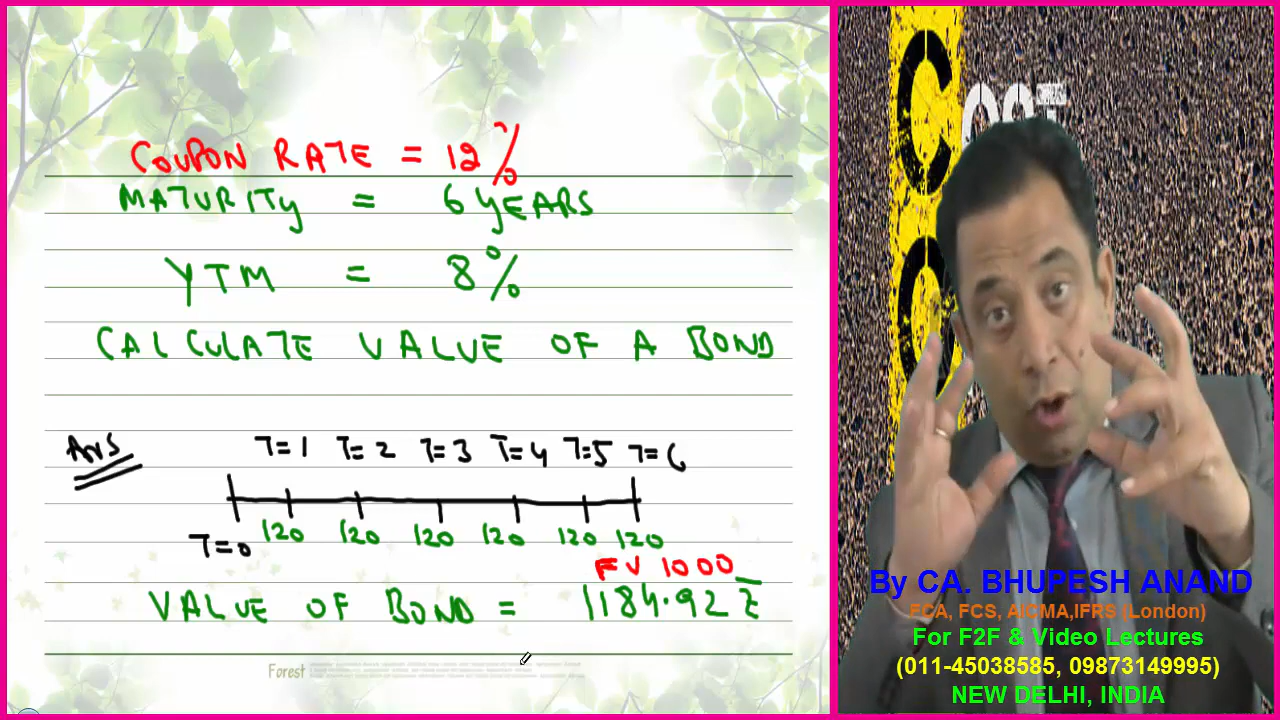 COUPON RATE = 12%
MATURITY = 6 YEARS
YTM = 8%
CALCULATE VALUE OF A BOND
Ans
T=1 T=2 T=3 T=4 T=5 T=6
T=0 120 120 120 120 120 120
FV 1000
VALUE OF BOND = 1184.92
Forest
By CA. BHUPESH ANAND
FCA, FCS, AICMA,IFRS (London)
For F2F & Video Lectures
(011-45038585, 09873149995)
NEW DELHI, INDIA